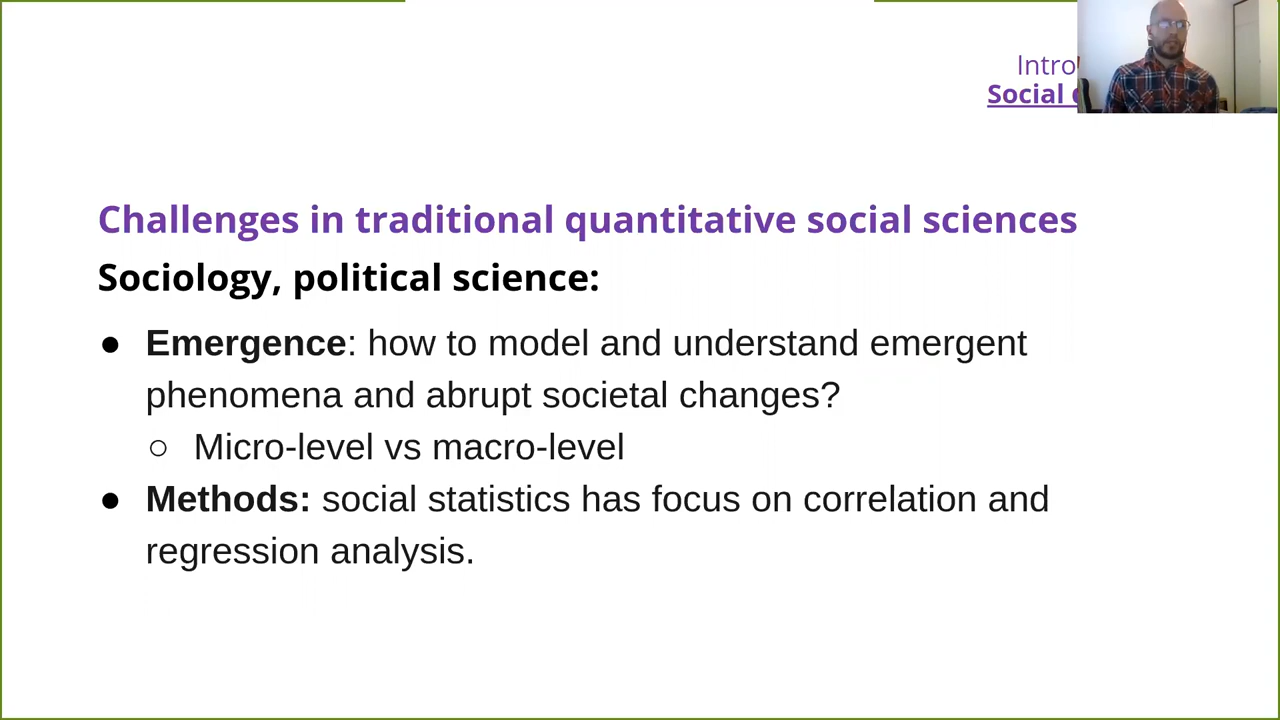 Intro
Social
Challenges in traditional quantitative social sciences
Sociology, political science:
● Emergence: how to model and understand emergent
phenomena and abrupt societal changes?
○ Micro-level vs macro-level
● Methods: social statistics has focus on correlation and
regression analysis.